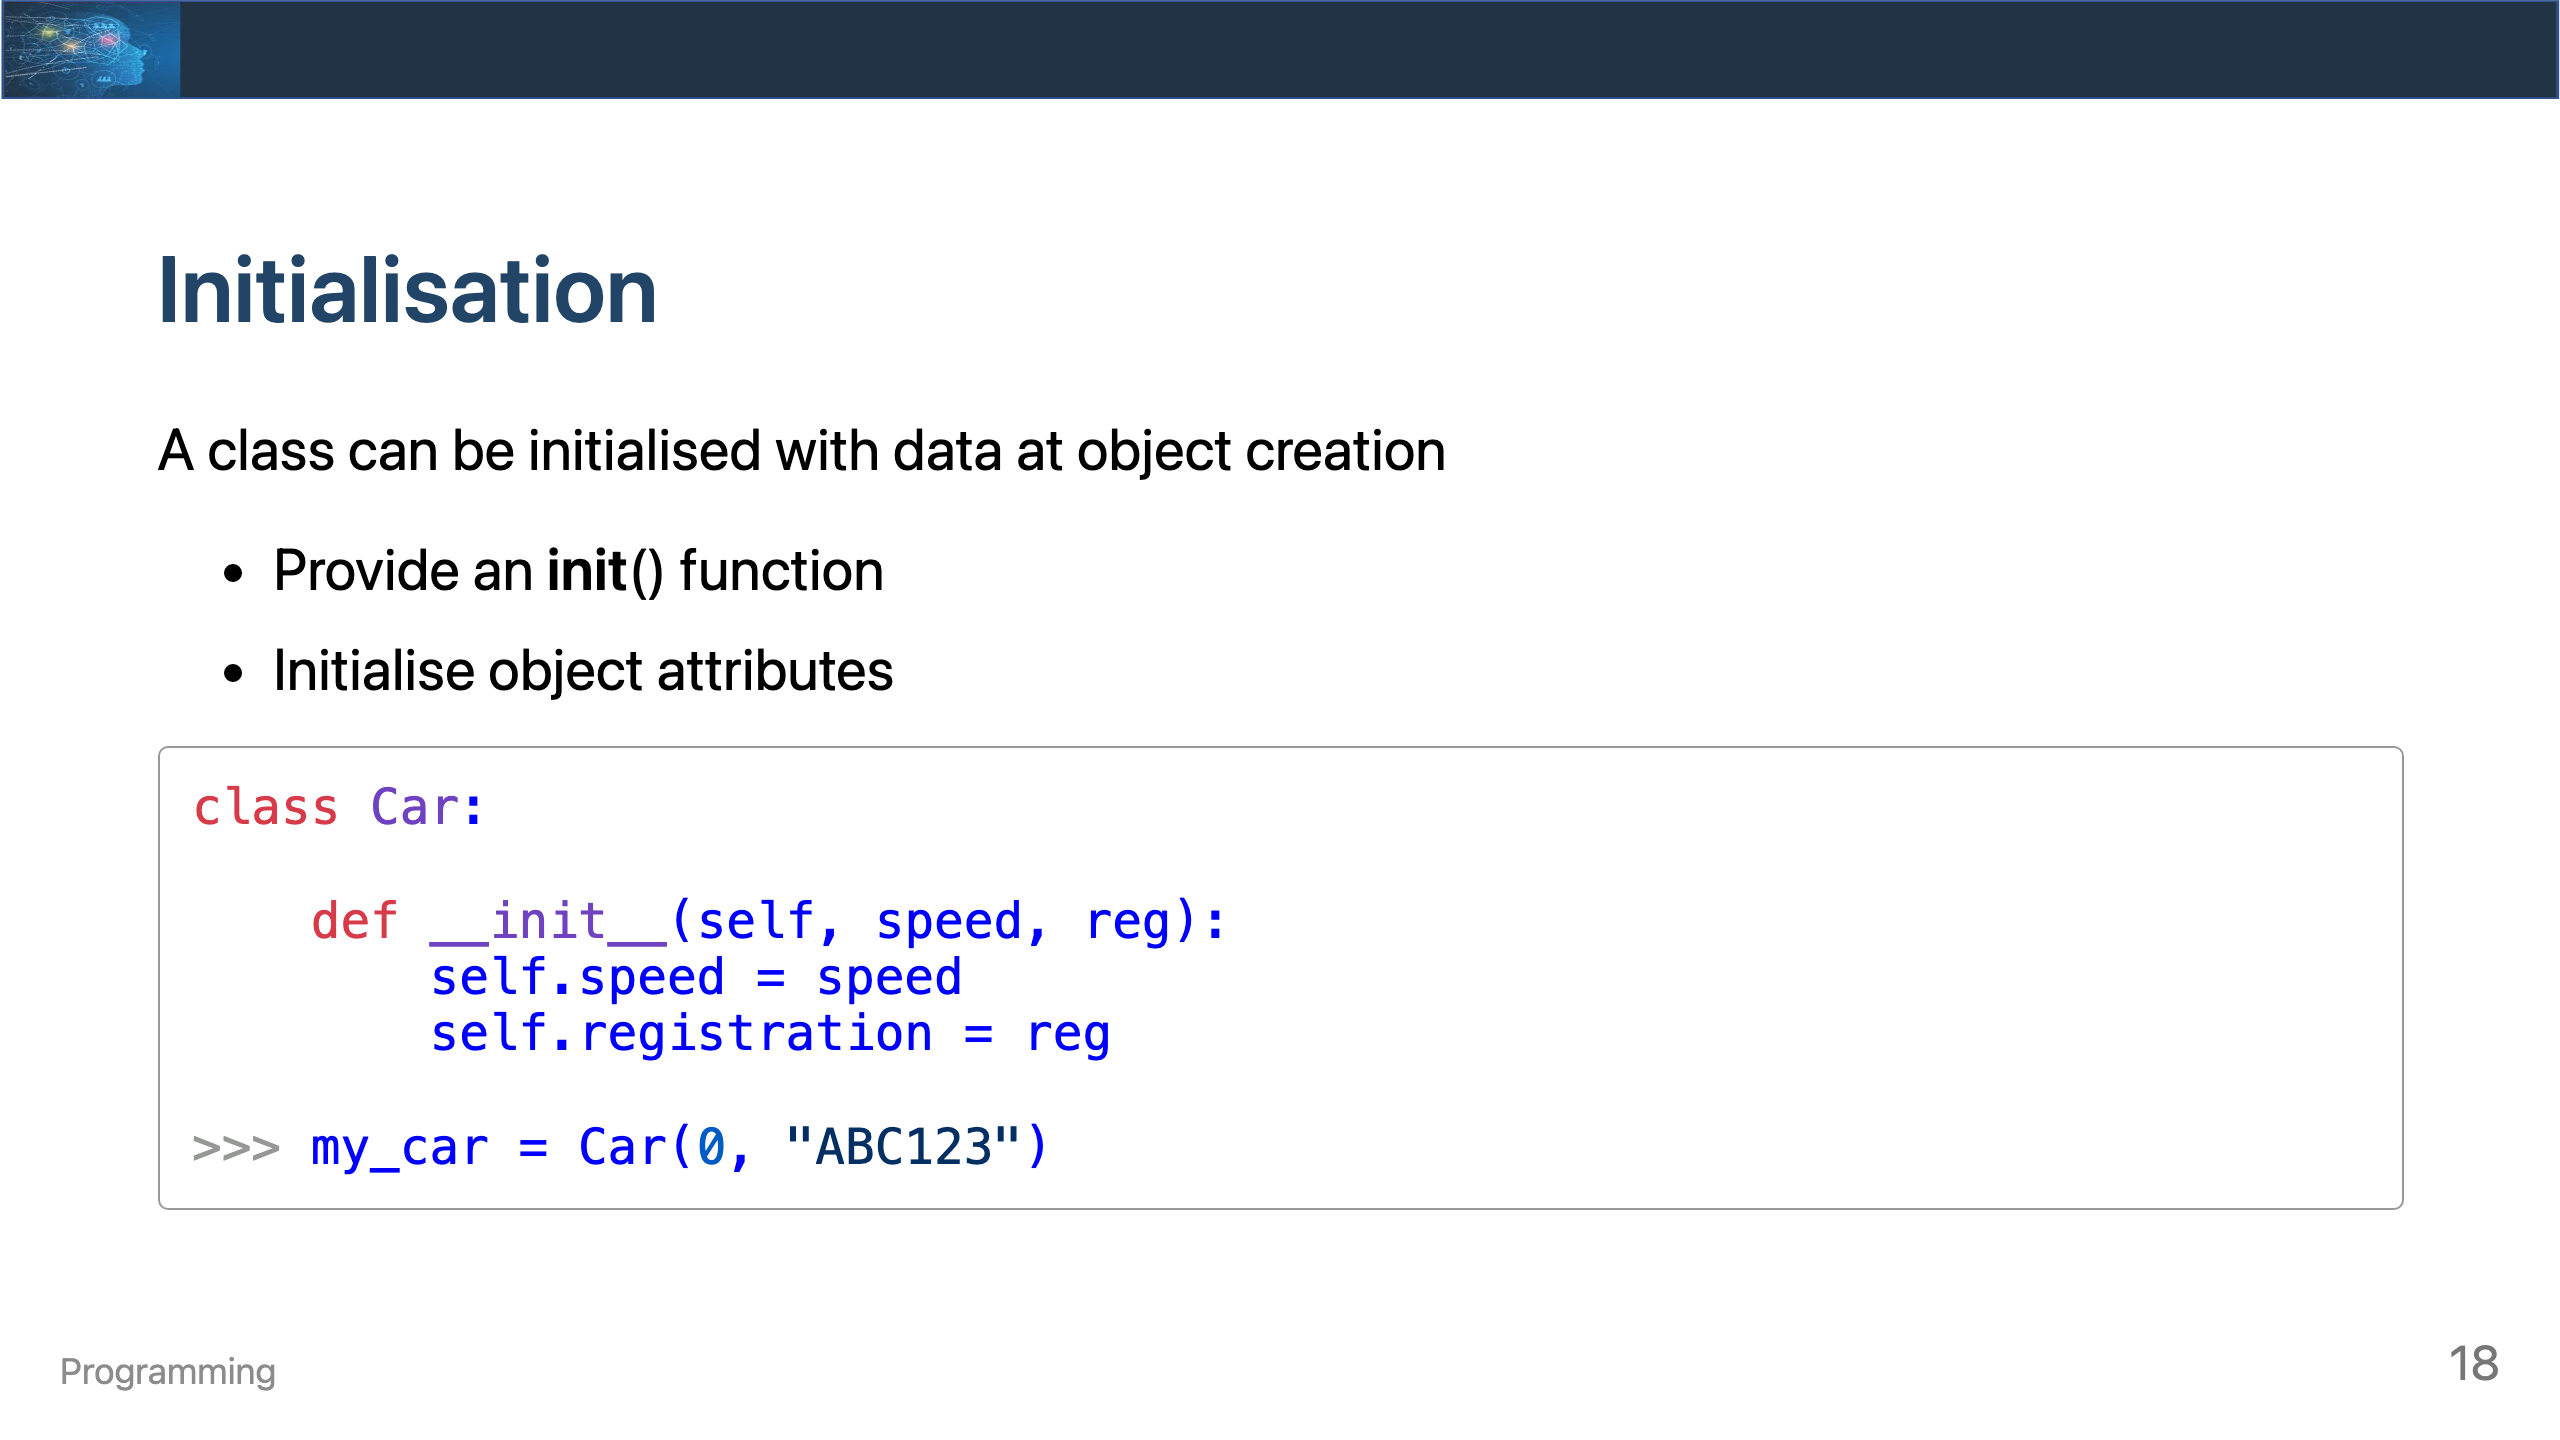 Initialisation
A class can be initialised with data at object creation
• Provide an init() function
• Initialise object attributes
class Car:
    def __init__(self, speed, reg):
        self.speed = speed
        self.registration = reg
>>> my_car = Car(0, "ABC123")
Programming
18